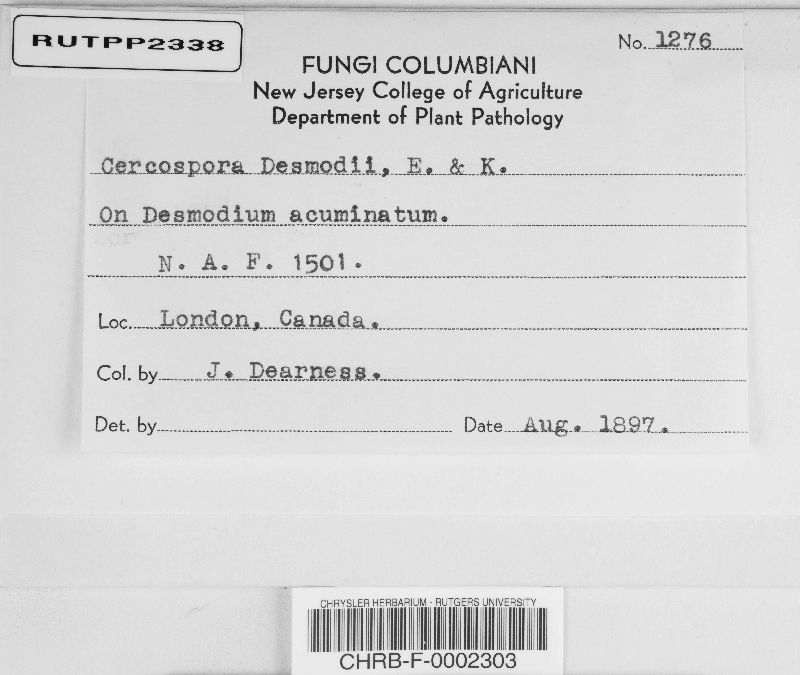 RUTPP2338
No. 1276
FUNGI COLUMBIANI
New Jersey College of Agriculture
Department of Plant Pathology
Cercospora Desmodii, E. & K.
On Desmodium acuminatum.
N. A. F. 1501.
Loc. London, Canada.
Col. by J. Dearness.
Det. by
Date Aug. 1897.
CHRYSLER HERBARIUM - RUTGERS UNIVERSITY
CHRB-F-0002303